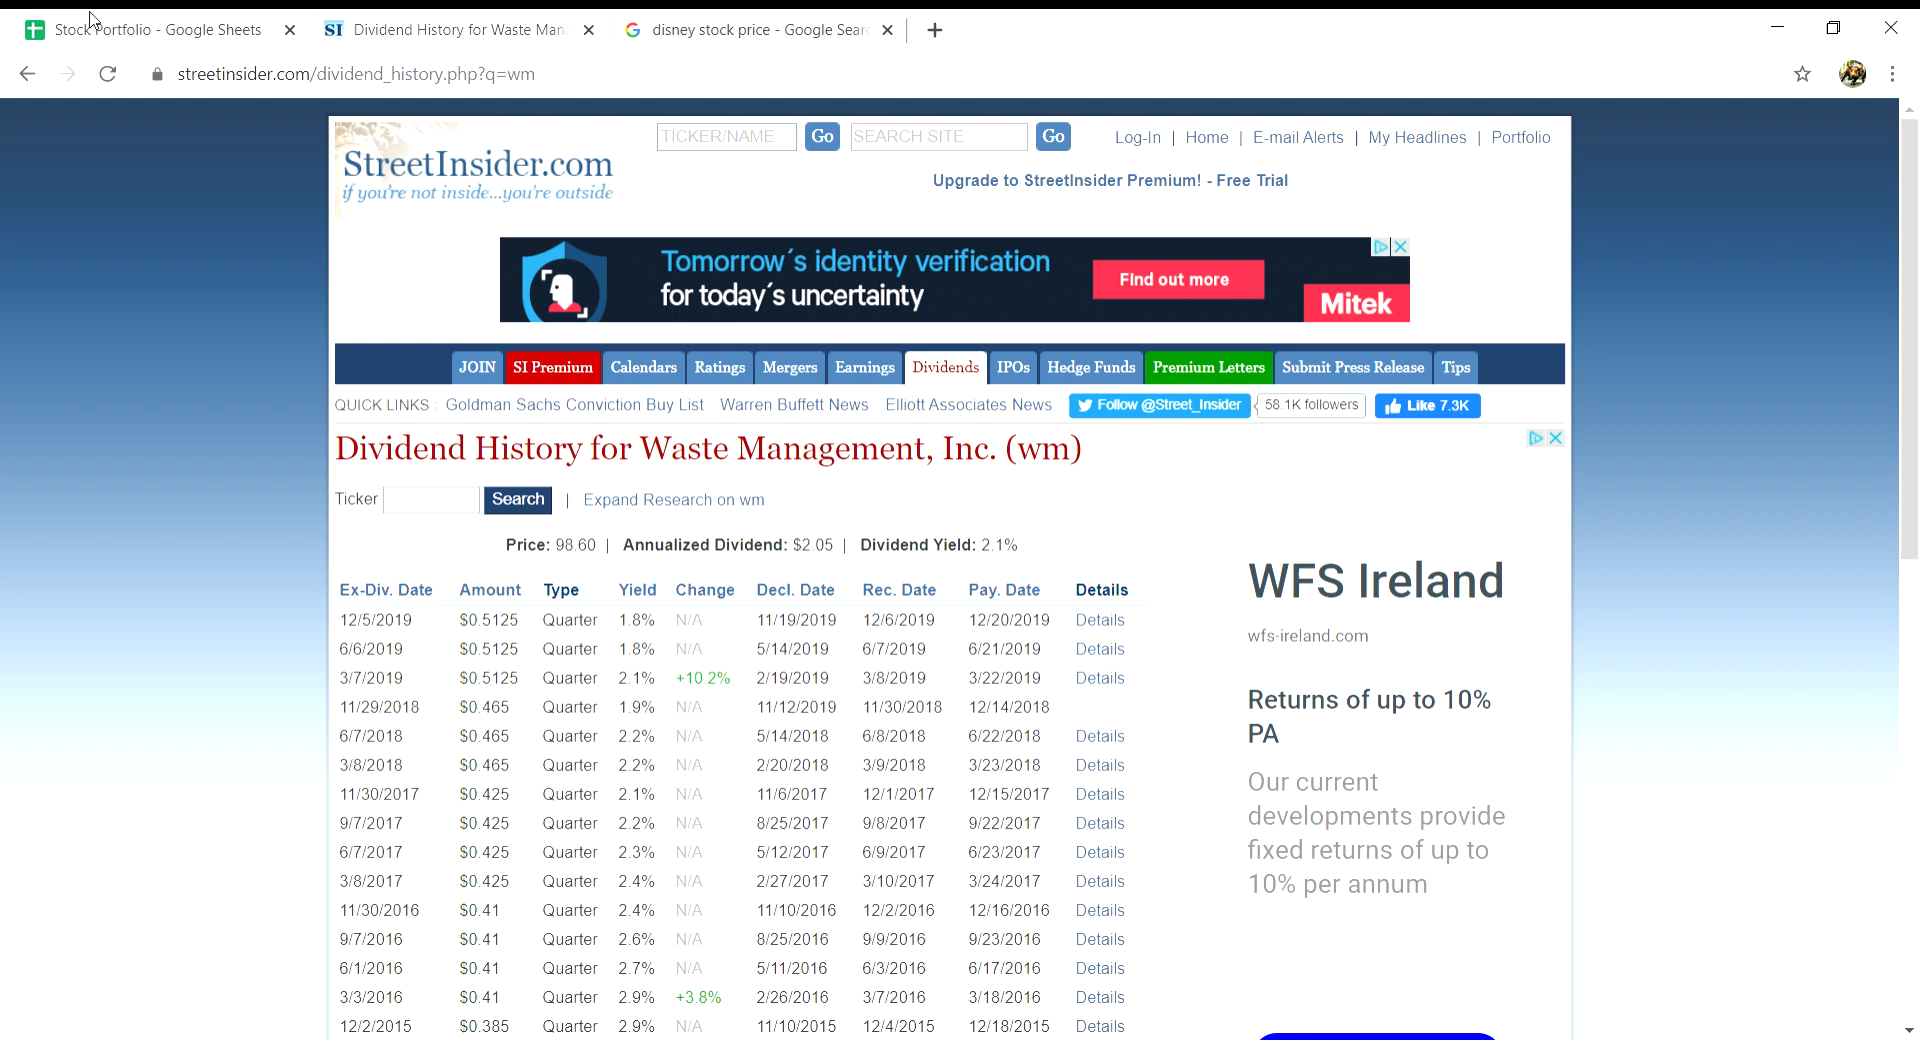 Stock Portfolio - Google Sheets
SI Dividend History for Waste Man
disney stock price - Google Sear
streetinsider.com/dividend_history.php?q=wm
StreetInsider.com
if you're not inside...you're outside
TICKER/NAME Go SEARCH SITE Go
Log-In | Home | E-mail Alerts | My Headlines | Portfolio
Upgrade to StreetInsider Premium! - Free Trial
Tomorrow´s identity verification
for today´s uncertainty
Find out more
Mitek
JOIN SI Premium Calendars Ratings Mergers Earnings Dividends IPOs Hedge Funds Premium Letters Submit Press Release Tips
QUICK LINKS : Goldman Sachs Conviction Buy List Warren Buffett News Elliott Associates News Follow @Street_Insider 58.1K followers Like 7.3K
Dividend History for Waste Management, Inc. (wm)
Ticker Search | Expand Research on wm
Price: 98.60 | Annualized Dividend: $2.05 | Dividend Yield: 2.1%
Ex-Div. Date Amount Type Yield Change Decl. Date Rec. Date Pay. Date Details
12/5/2019 $0.5125 Quarter 1.8% N/A 11/19/2019 12/6/2019 12/20/2019 Details
6/6/2019 $0.5125 Quarter 1.8% N/A 5/14/2019 6/7/2019 6/21/2019 Details
3/7/2019 $0.5125 Quarter 2.1% +10.2% 2/19/2019 3/8/2019 3/22/2019 Details
11/29/2018 $0.465 Quarter 1.9% N/A 11/12/2019 11/30/2018 12/14/2018
6/7/2018 $0.465 Quarter 2.2% N/A 5/14/2018 6/8/2018 6/22/2018 Details
3/8/2018 $0.465 Quarter 2.2% N/A 2/20/2018 3/9/2018 3/23/2018 Details
11/30/2017 $0.425 Quarter 2.1% N/A 11/6/2017 12/1/2017 12/15/2017 Details
9/7/2017 $0.425 Quarter 2.2% N/A 8/25/2017 9/8/2017 9/22/2017 Details
6/7/2017 $0.425 Quarter 2.3% N/A 5/12/2017 6/9/2017 6/23/2017 Details
3/8/2017 $0.425 Quarter 2.4% N/A 2/27/2017 3/10/2017 3/24/2017 Details
11/30/2016 $0.41 Quarter 2.4% N/A 11/10/2016 12/2/2016 12/16/2016 Details
9/7/2016 $0.41 Quarter 2.6% N/A 8/25/2016 9/9/2016 9/23/2016 Details
6/1/2016 $0.41 Quarter 2.7% N/A 5/11/2016 6/3/2016 6/17/2016 Details
3/3/2016 $0.41 Quarter 2.9% +3.8% 2/26/2016 3/7/2016 3/18/2016 Details
12/2/2015 $0.385 Quarter 2.9% N/A 11/10/2015 12/4/2015 12/18/2015 Details
WFS Ireland
wfs-ireland.com
Returns of up to 10%
PA
Our current
developments provide
fixed returns of up to
10% per annum